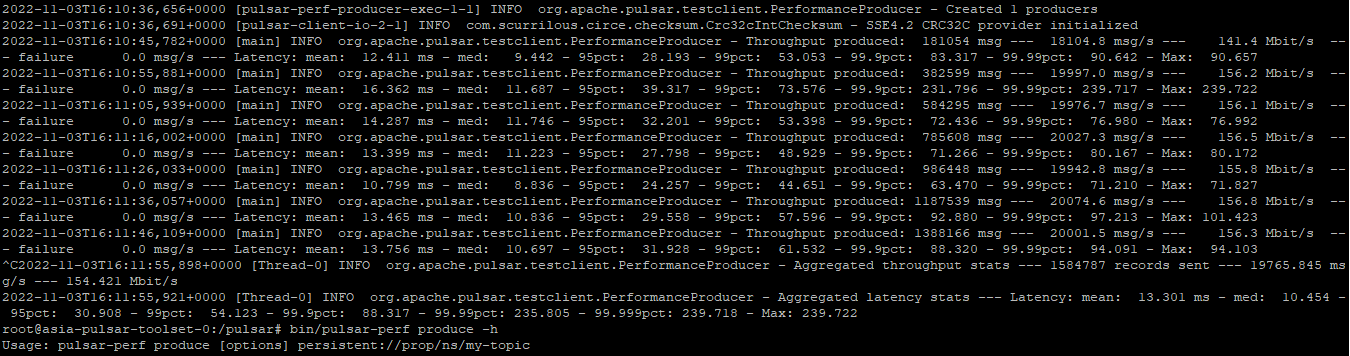 2022-11-03T16:10:36,656+0000 [pulsar-perf-producer-exec-1-1] INFO  org.apache.pulsar.testclient.PerformanceProducer - Created 1 producers
2022-11-03T16:10:36,691+0000 [pulsar-client-io-2-1] INFO  com.scurrilous.circe.checksum.Crc32cIntChecksum - SSE4.2 CRC32C provider initialized
2022-11-03T16:10:45,782+0000 [main] INFO  org.apache.pulsar.testclient.PerformanceProducer - Throughput produced:  181054 msg ---  18104.8 msg/s ---    141.4 Mbit/s  --
- failure      0.0 msg/s --- Latency: mean:  12.411 ms - med:   9.442 - 95pct:  28.193 - 99pct:  53.053 - 99.9pct:  83.317 - 99.99pct:  90.642 - Max:  90.657
2022-11-03T16:10:55,881+0000 [main] INFO  org.apache.pulsar.testclient.PerformanceProducer - Throughput produced:  382599 msg ---  19997.0 msg/s ---    156.2 Mbit/s  --
- failure      0.0 msg/s --- Latency: mean:  16.362 ms - med:  11.687 - 95pct:  39.317 - 99pct:  73.576 - 99.9pct: 231.796 - 99.99pct: 239.717 - Max: 239.722
2022-11-03T16:11:05,939+0000 [main] INFO  org.apache.pulsar.testclient.PerformanceProducer - Throughput produced:  584295 msg ---  19976.7 msg/s ---    156.1 Mbit/s  --
- failure      0.0 msg/s --- Latency: mean:  14.287 ms - med:  11.746 - 95pct:  32.201 - 99pct:  53.398 - 99.9pct:  72.436 - 99.99pct:  76.980 - Max:  76.992
2022-11-03T16:11:16,002+0000 [main] INFO  org.apache.pulsar.testclient.PerformanceProducer - Throughput produced:  785608 msg ---  20027.3 msg/s ---    156.5 Mbit/s  --
- failure      0.0 msg/s --- Latency: mean:  13.399 ms - med:  11.223 - 95pct:  27.798 - 99pct:  48.929 - 99.9pct:  71.266 - 99.99pct:  80.167 - Max:  80.172
2022-11-03T16:11:26,033+0000 [main] INFO  org.apache.pulsar.testclient.PerformanceProducer - Throughput produced:  986448 msg ---  19942.8 msg/s ---    155.8 Mbit/s  --
- failure      0.0 msg/s --- Latency: mean:  10.799 ms - med:   8.836 - 95pct:  24.257 - 99pct:  44.651 - 99.9pct:  63.470 - 99.99pct:  71.210 - Max:  71.827
2022-11-03T16:11:36,057+0000 [main] INFO  org.apache.pulsar.testclient.PerformanceProducer - Throughput produced: 1187539 msg ---  20074.6 msg/s ---    156.8 Mbit/s  --
- failure      0.0 msg/s --- Latency: mean:  13.465 ms - med:  10.836 - 95pct:  29.558 - 99pct:  57.596 - 99.9pct:  92.880 - 99.99pct:  97.213 - Max: 101.423
2022-11-03T16:11:46,109+0000 [main] INFO  org.apache.pulsar.testclient.PerformanceProducer - Throughput produced: 1388166 msg ---  20001.5 msg/s ---    156.3 Mbit/s  --
- failure      0.0 msg/s --- Latency: mean:  13.756 ms - med:  10.697 - 95pct:  31.928 - 99pct:  61.532 - 99.9pct:  88.320 - 99.99pct:  94.091 - Max:  94.103
^C2022-11-03T16:11:55,898+0000 [Thread-0] INFO  org.apache.pulsar.testclient.PerformanceProducer - Aggregated throughput stats --- 1584787 records sent --- 19765.845 ms
g/s --- 154.421 Mbit/s
2022-11-03T16:11:55,921+0000 [Thread-0] INFO  org.apache.pulsar.testclient.PerformanceProducer - Aggregated latency stats --- Latency: mean:  13.301 ms - med:  10.454 -
 95pct:  30.908 - 99pct:  54.123 - 99.9pct:  88.317 - 99.99pct: 235.805 - 99.999pct: 239.718 - Max: 239.722
root@asia-pulsar-toolset-0:/pulsar# bin/pulsar-perf produce -h
Usage: pulsar-perf produce [options] persistent://prop/ns/my-topic